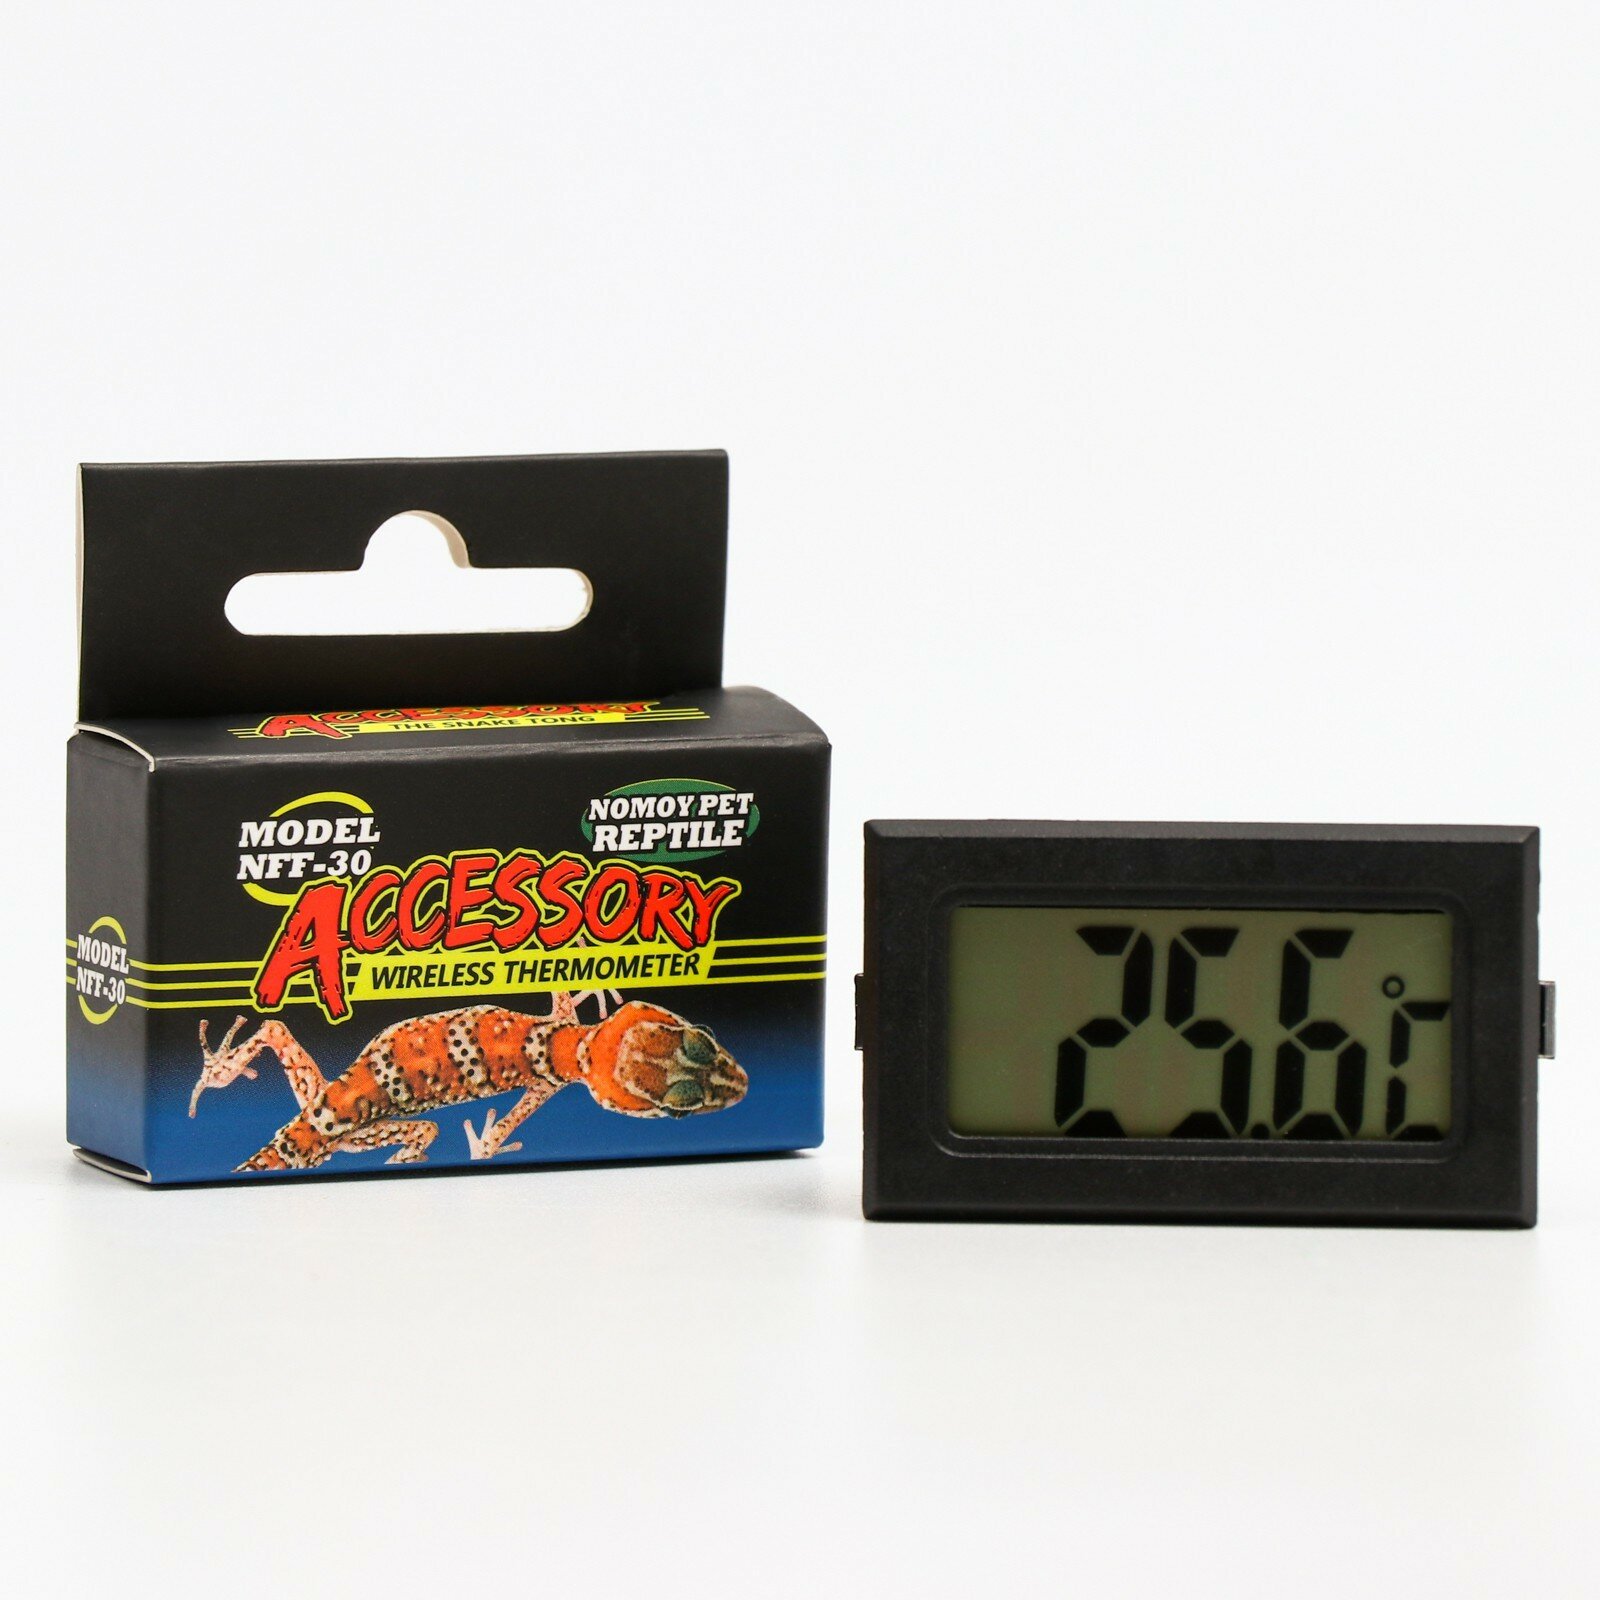 ACCESSORY
THE SNAKE TONG
MODEL
NFF-30
NOMOY PET
REPTILE
ACCESSORY
WIRELESS THERMOMETER
MODEL
NFF-30
25.6°C